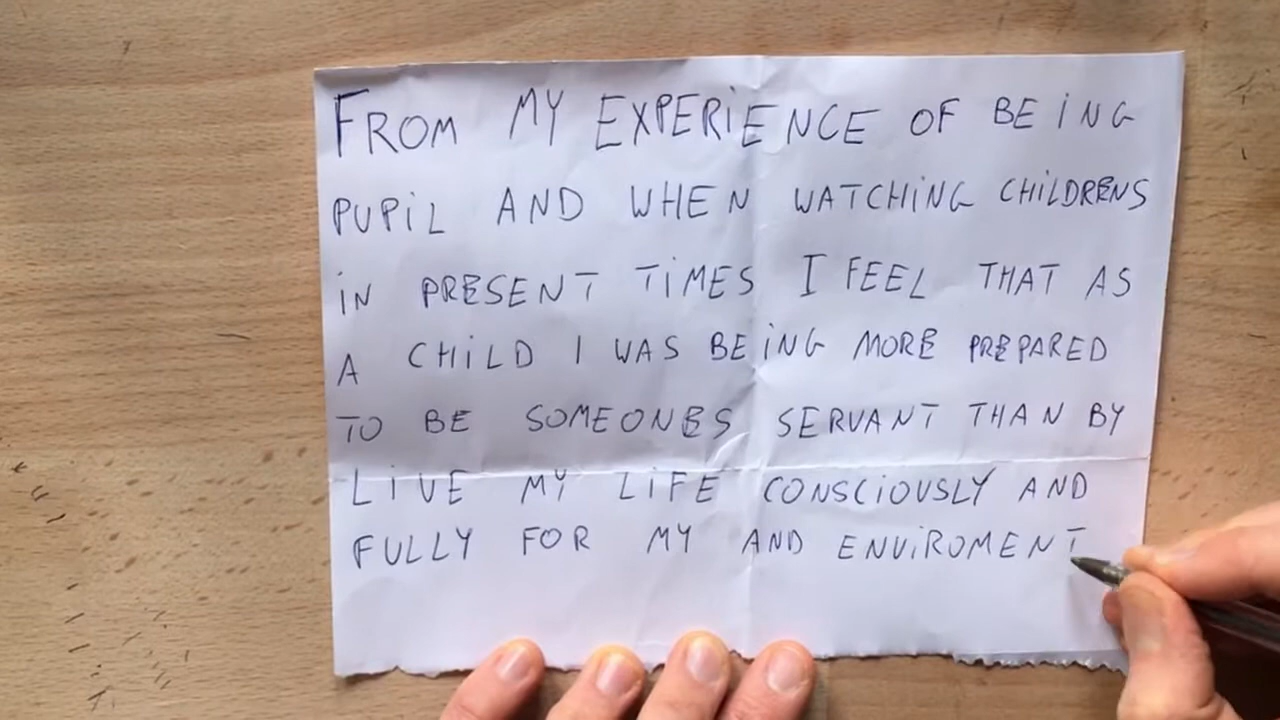 FROM MY EXPERiENCE OF BEiNG
PUPiL AND WHEN WATCHiNG CHiLDRENS
iN PRESENT TiMES I FEEL THAT AS
A CHiLD I WAS BEiNG MORE PREPARED
TO BE SOMEONES SERVANT THAN BY
LiVE MY LiFE CONSCiOUSLY AND
FULLY FOR MY AND ENViROMENT